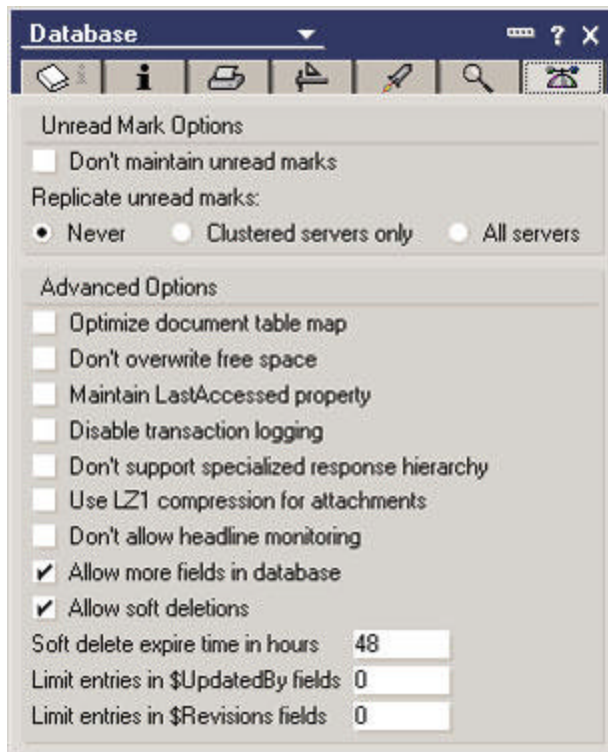 Database
? X
i i
Unread Mark Options
Don't maintain unread marks
Replicate unread marks:
Never Clustered servers only All servers
Advanced Options
Optimize document table map
Don't overwrite free space
Maintain LastAccessed property
Disable transaction logging
Don't support specialized response hierarchy
Use LZ1 compression for attachments
Don't allow headline monitoring
Allow more fields in database
Allow soft deletions
Soft delete expire time in hours 48
Limit entries in $UpdatedBy fields 0
Limit entries in $Revisions fields 0